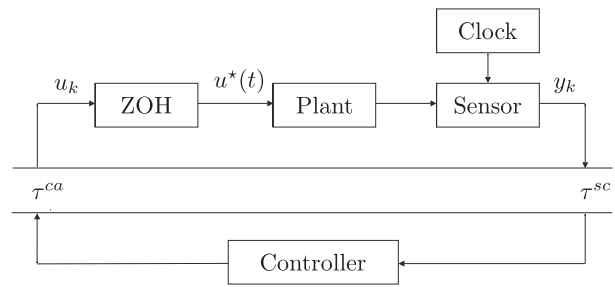 Clock
u_k
ZOH
u^⋆(t)
Plant
Sensor
y_k
τ^{ca}
τ^{sc}
Controller